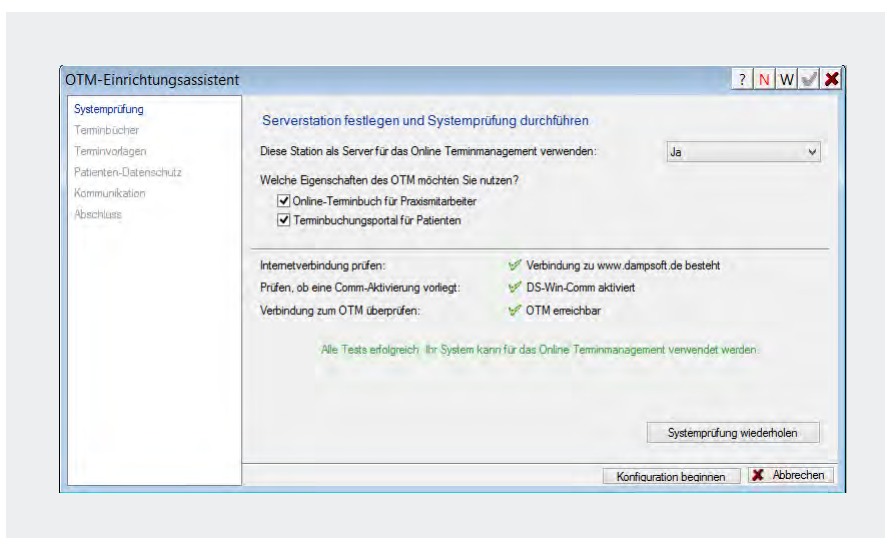 OTM-Einrichtungsassistent
? N W
Systemprüfung
Terminbücher
Terminvorlagen
Patienten-Datenschutz
Kommunikation
Abschluss
Serverstation festlegen und Systemprüfung durchführen
Diese Station als Server für das Online Terminmanagement verwenden: Ja
Welche Eigenschaften des OTM möchten Sie nutzen?
Online-Terminbuch für Praxismitarbeiter
Terminbuchungsportal für Patienten
Internetverbindung prüfen: Verbindung zu www.dampsoft.de besteht
Prüfen, ob eine Comm-Aktivierung vorliegt: DS-Win-Comm aktiviert
Verbindung zum OTM überprüfen: OTM erreichbar
Alle Tests erfolgreich. Ihr System kann für das Online Terminmanagement verwendet werden.
Systemprüfung wiederholen
Konfiguration beginnen Abbrechen